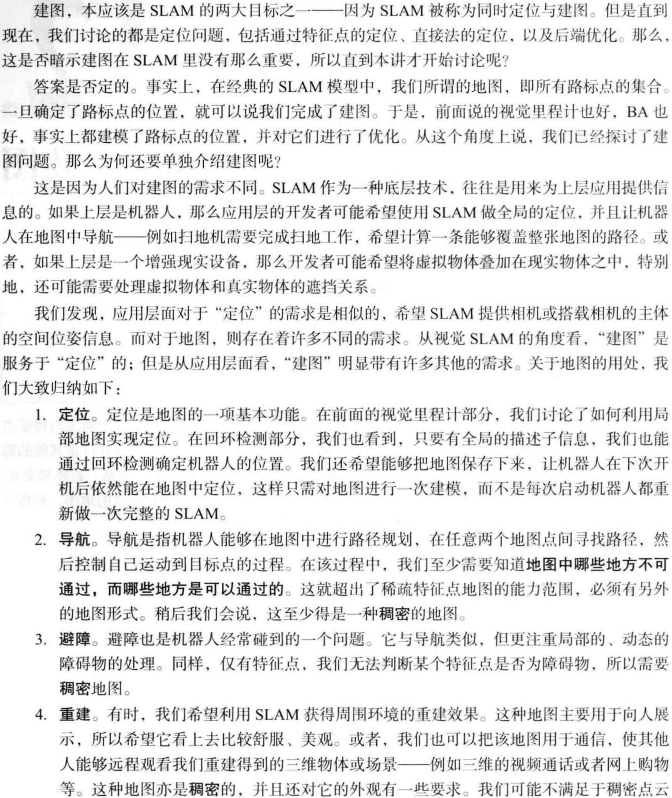 建图，本应该是 SLAM 的两大目标之一——因为 SLAM 被称为同时定位与建图。但是直到
现在，我们讨论的都是定位问题，包括通过特征点的定位、直接法的定位，以及后端优化。那么，
这是否暗示建图在 SLAM 里没有那么重要，所以直到本讲才开始讨论呢？
答案是否定的。事实上，在经典的 SLAM 模型中，我们所谓的地图，即所有路标点的集合。
一旦确定了路标点的位置，就可以说我们完成了建图。于是，前面说的视觉里程计也好，BA 也
好，事实上都建模了路标点的位置，并对它们进行了优化。从这个角度上说，我们已经探讨了建
图问题。那么为何还要单独介绍建图呢？
这是因为人们对建图的需求不同。SLAM 作为一种底层技术，往往是用来为上层应用提供信
息的。如果上层是机器人，那么应用层的开发者可能希望使用 SLAM 做全局的定位，并且让机器
人在地图中导航——例如扫地机需要完成扫地工作，希望计算一条能够覆盖整张地图的路径。或
者，如果上层是一个增强现实设备，那么开发者可能希望将虚拟物体叠加在现实物体之中，特别
地，还可能需要处理虚拟物体和真实物体的遮挡关系。
我们发现，应用层面对于“定位”的需求是相似的，希望 SLAM 提供相机或搭载相机的主体
的空间位姿信息。而对于地图，则存在着许多不同的需求。从视觉 SLAM 的角度看，“建图”是
服务于“定位”的；但是从应用层面看，“建图”明显带有许多其他的需求。关于地图的用处，我
们大致归纳如下：
1. 定位。定位是地图的一项基本功能。在前面的视觉里程计部分，我们讨论了如何利用局
部地图实现定位。在回环检测部分，我们也看到，只要有全局的描述子信息，我们也能
通过回环检测确定机器人的位置。我们还希望能够把地图保存下来，让机器人在下次开
机后依然能在地图中定位，这样只需对地图进行一次建模，而不是每次启动机器人都重
新做一次完整的 SLAM。
2. 导航。导航是指机器人能够在地图中进行路径规划，在任意两个地图点间寻找路径，然
后控制自己运动到目标点的过程。在该过程中，我们至少需要知道地图中哪些地方不可
通过，而哪些地方是可以通过的。这就超出了稀疏特征点地图的能力范围，必须有另外
的地图形式。稍后我们会说，这至少得是一种稠密的地图。
3. 避障。避障也是机器人经常碰到的一个问题。它与导航类似，但更注重局部的、动态的
障碍物的处理。同样，仅有特征点，我们无法判断某个特征点是否为障碍物，所以需要
稠密地图。
4. 重建。有时，我们希望利用 SLAM 获得周围环境的重建效果。这种地图主要用于向人展
示，所以希望它看上去比较舒服、美观。或者，我们也可以把该地图用于通信，使其他
人能够远程观看我们重建得到的三维物体或场景——例如三维的视频通话或者网上购物
等。这种地图亦是稠密的，并且还对它的外观有一些要求。我们可能不满足于稠密点云